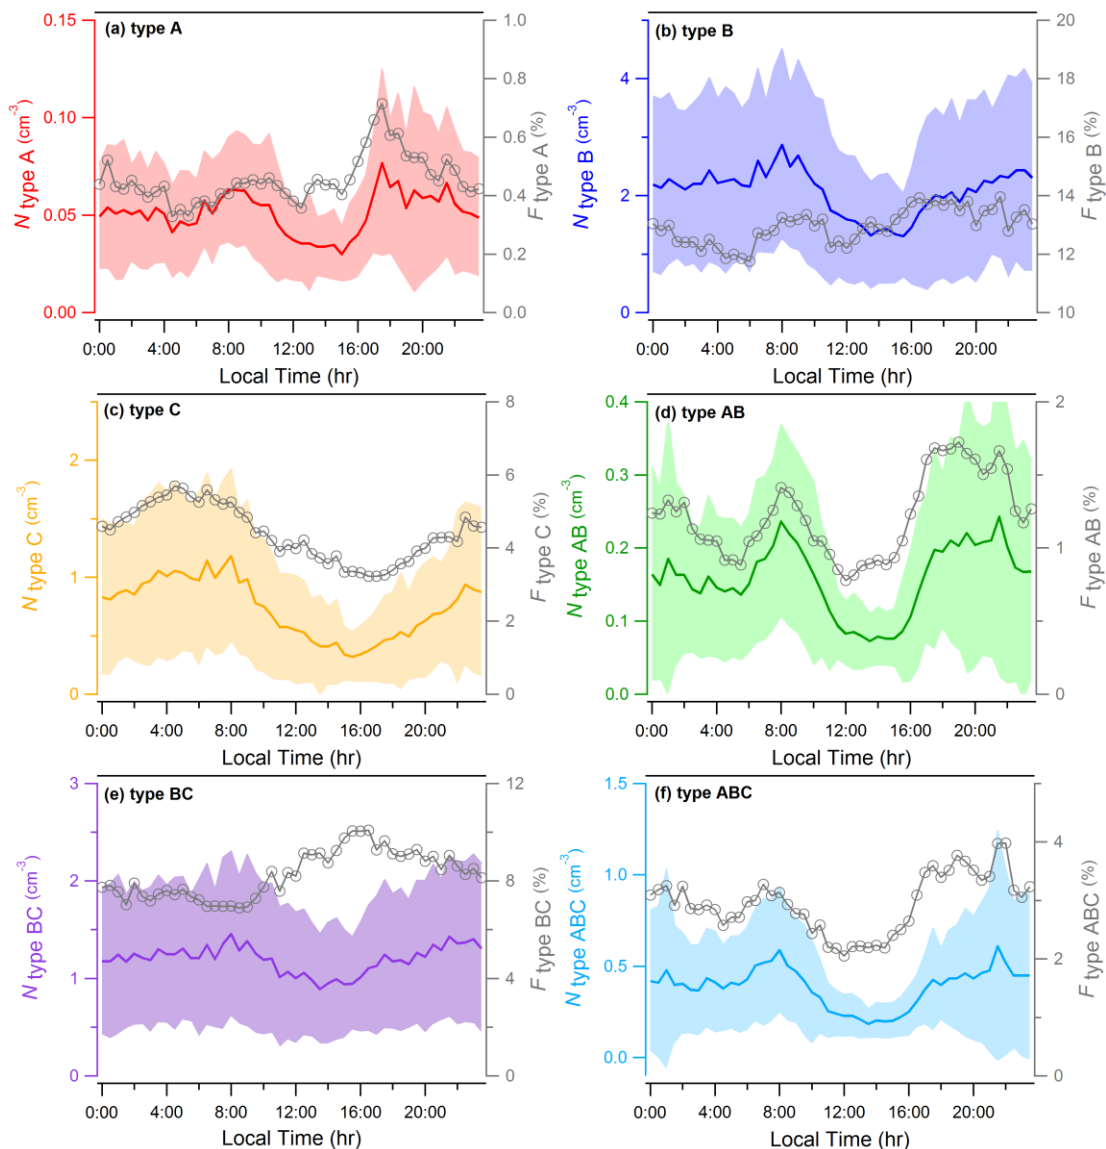 (a) type A
0.15
0.10
0.05
0.00
N type A (cm⁻³)
1.0
0.8
0.6
0.4
0.2
0.0
F type A (%)
0:00 4:00 8:00 12:00 16:00 20:00
Local Time (hr)
(b) type B
4
2
0
N type B (cm⁻³)
20
18
16
14
12
10
F type B (%)
0:00 4:00 8:00 12:00 16:00 20:00
Local Time (hr)
(c) type C
2
1
0
N type C (cm⁻³)
8
6
4
2
0
F type C (%)
0:00 4:00 8:00 12:00 16:00 20:00
Local Time (hr)
(d) type AB
0.4
0.3
0.2
0.1
0.0
N type AB (cm⁻³)
2
1
0
F type AB (%)
0:00 4:00 8:00 12:00 16:00 20:00
Local Time (hr)
(e) type BC
3
2
1
0
N type BC (cm⁻³)
12
8
4
0
F type BC (%)
0:00 4:00 8:00 12:00 16:00 20:00
Local Time (hr)
(f) type ABC
1.5
1.0
0.5
0.0
N type ABC (cm⁻³)
4
2
0
F type ABC (%)
0:00 4:00 8:00 12:00 16:00 20:00
Local Time (hr)